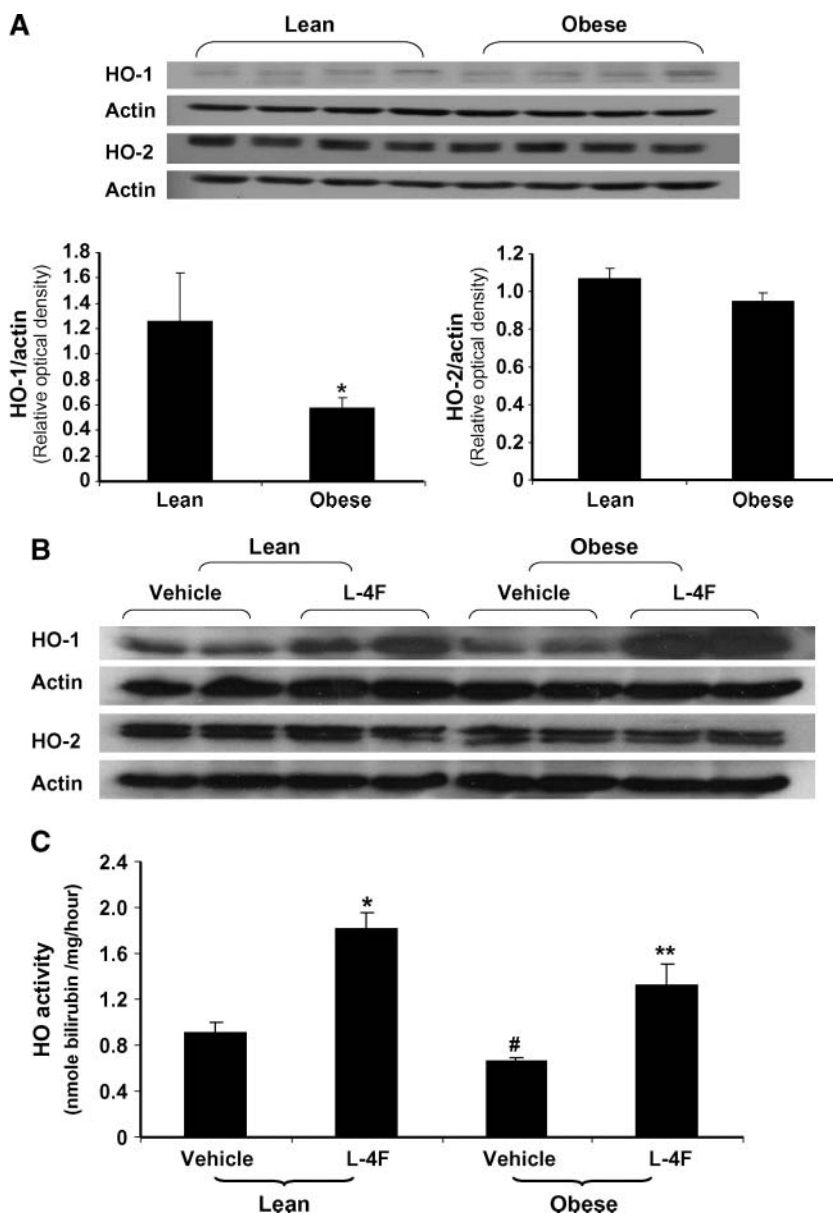 A
Lean Obese
HO-1
Actin
HO-2
Actin
HO-1/actin
(Relative optical density)
1.8
1.6
1.4
1.2
1.0
0.8
0.6
0.4
0.2
0
*
Lean Obese
HO-2/actin
(Relative optical density)
1.2
1.0
0.8
0.6
0.4
0.2
0
Lean Obese
B
Lean Obese
Vehicle L-4F Vehicle L-4F
HO-1
Actin
HO-2
Actin
C
HO activity
(nmole bilirubin /mg/hour)
2.4
2.0
1.6
1.2
0.8
0.4
0
* # **
Vehicle L-4F Vehicle L-4F
Lean Obese